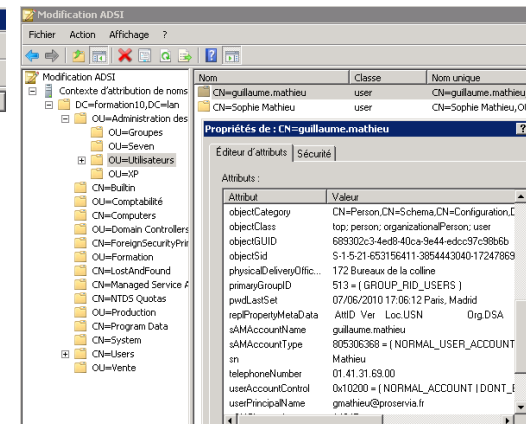 Modification ADSI
Fichier Action Affichage ?
Modification ADSI
Contexte d'attribution de noms
DC=formation10,DC=lan
OU=Administration des
OU=Groupes
OU=Seven
OU=Utilisateurs
OU=XP
CN=Builtin
OU=Comptabilité
CN=Computers
OU=Domain Controllers
CN=ForeignSecurityPrin
OU=Formation
CN=LostAndFound
CN=Managed Service A
CN=NTDS Quotas
OU=Production
CN=Program Data
CN=System
CN=Users
OU=Vente
Nom Classe Nom unique
CN=guillaume.mathieu user CN=guillaume.mathieu
CN=Sophie Mathieu user CN=Sophie Mathieu,O
Propriétés de : CN=guillaume.mathieu ?
Éditeur d'attributs Sécurité
Attributs :
Attribut Valeur
objectCategory CN=Person,CN=Schema,CN=Configuration,D
objectClass top; person; organizationalPerson; user
objectGUID 689302c3-4ed8-40ca-9e44-edcc97c98b6b
objectSid S-1-5-21-653156411-3854443040-17247869
physicalDeliveryOffic... 172 Bureaux de la colline
primaryGroupID 513 = ( GROUP_RID_USERS )
pwdLastSet 07/06/2010 17:06:12 Paris, Madrid
replPropertyMetaData AttID Ver Loc.USN Org.DSA
sAMAccountName guillaume.mathieu
sAMAccountType 805306368 = ( NORMAL_USER_ACCOUNT
sn Mathieu
telephoneNumber 01.41.31.69.00
userAccountControl 0x10200 = ( NORMAL_ACCOUNT | DONT_E
userPrincipalName gmathieu@proservia.fr